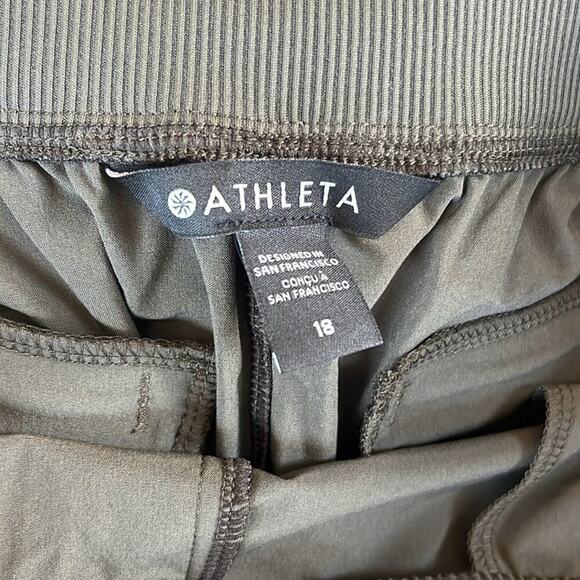 ATHLETA
DESIGNED IN
SAN FRANCISCO
CONÇU À
SAN FRANCISCO
18